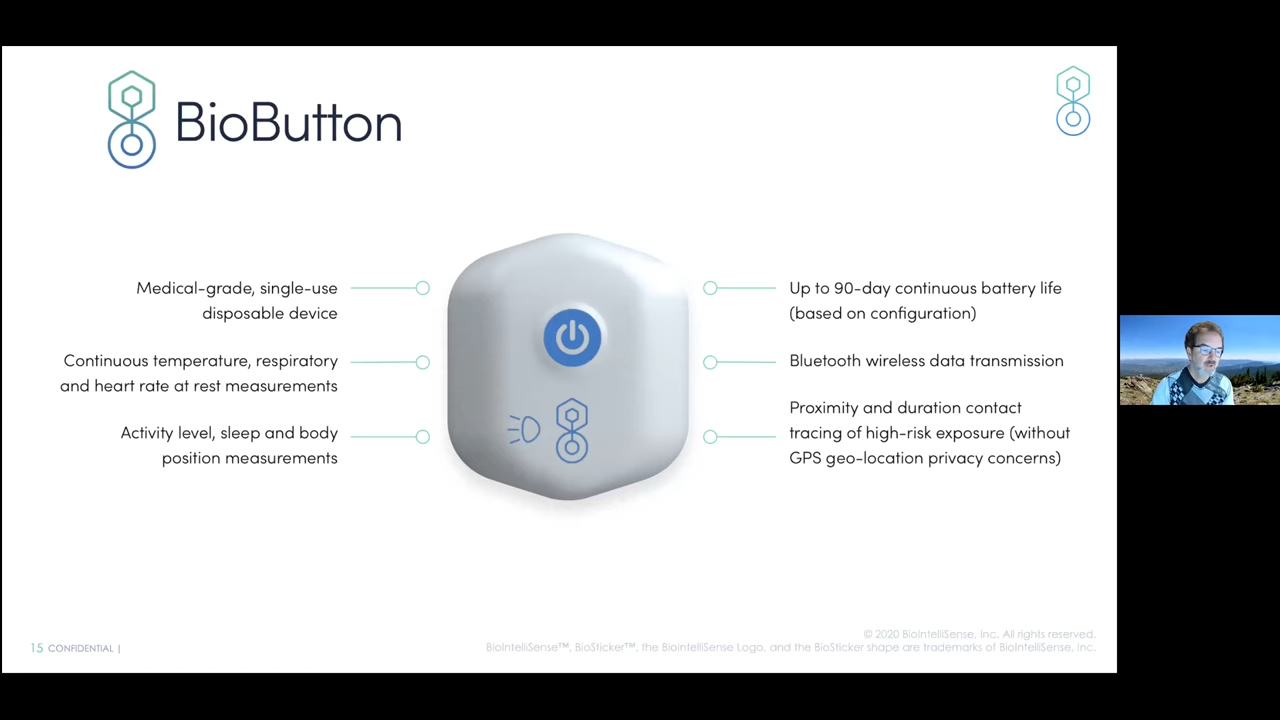 BioButton
Medical-grade, single-use
disposable device
Continuous temperature, respiratory
and heart rate at rest measurements
Activity level, sleep and body
position measurements
Up to 90-day continuous battery life
(based on configuration)
Bluetooth wireless data transmission
Proximity and duration contact
tracing of high-risk exposure (without
GPS geo-location privacy concerns)
15 CONFIDENTIAL |
© 2020 BioIntelliSense, Inc. All rights reserved.
BioIntelliSense™, BioSticker™, the BioIntelliSense Logo, and the BioSticker shape are trademarks of BioIntelliSense, Inc.